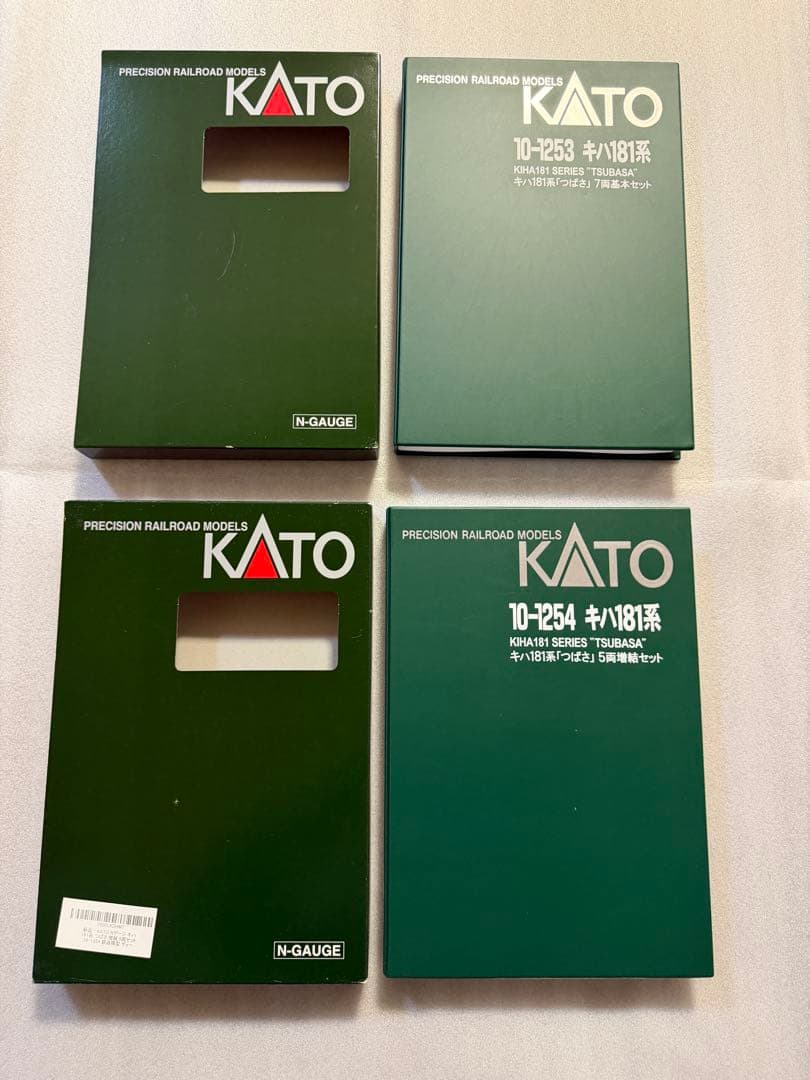 PRECISION RAILROAD MODELS
KATO
N-GAUGE
PRECISION RAILROAD MODELS
KATO
10-1253 キハ181系
KIHA181 SERIES "TSUBASA"
キハ181系「つばさ」7両基本セット
PRECISION RAILROAD MODELS
KATO
N-GAUGE
PRECISION RAILROAD MODELS
KATO
10-1254 キハ181系
KIHA181 SERIES "TSUBASA"
キハ181系「つばさ」5両増結セット